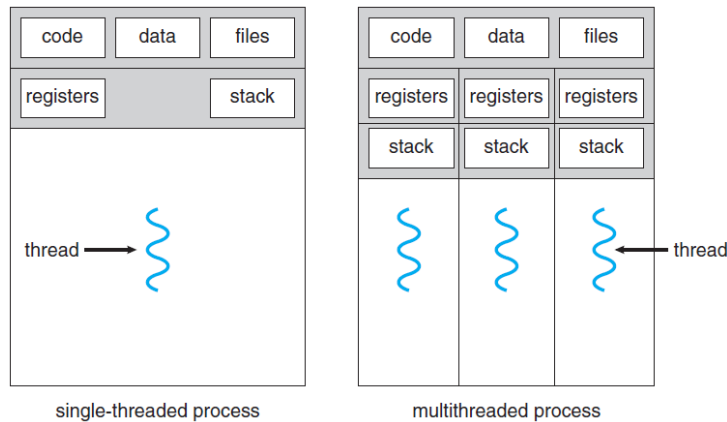 code data files
registers stack
thread
single-threaded process
code data files
registers registers registers
stack stack stack
thread
multithreaded process